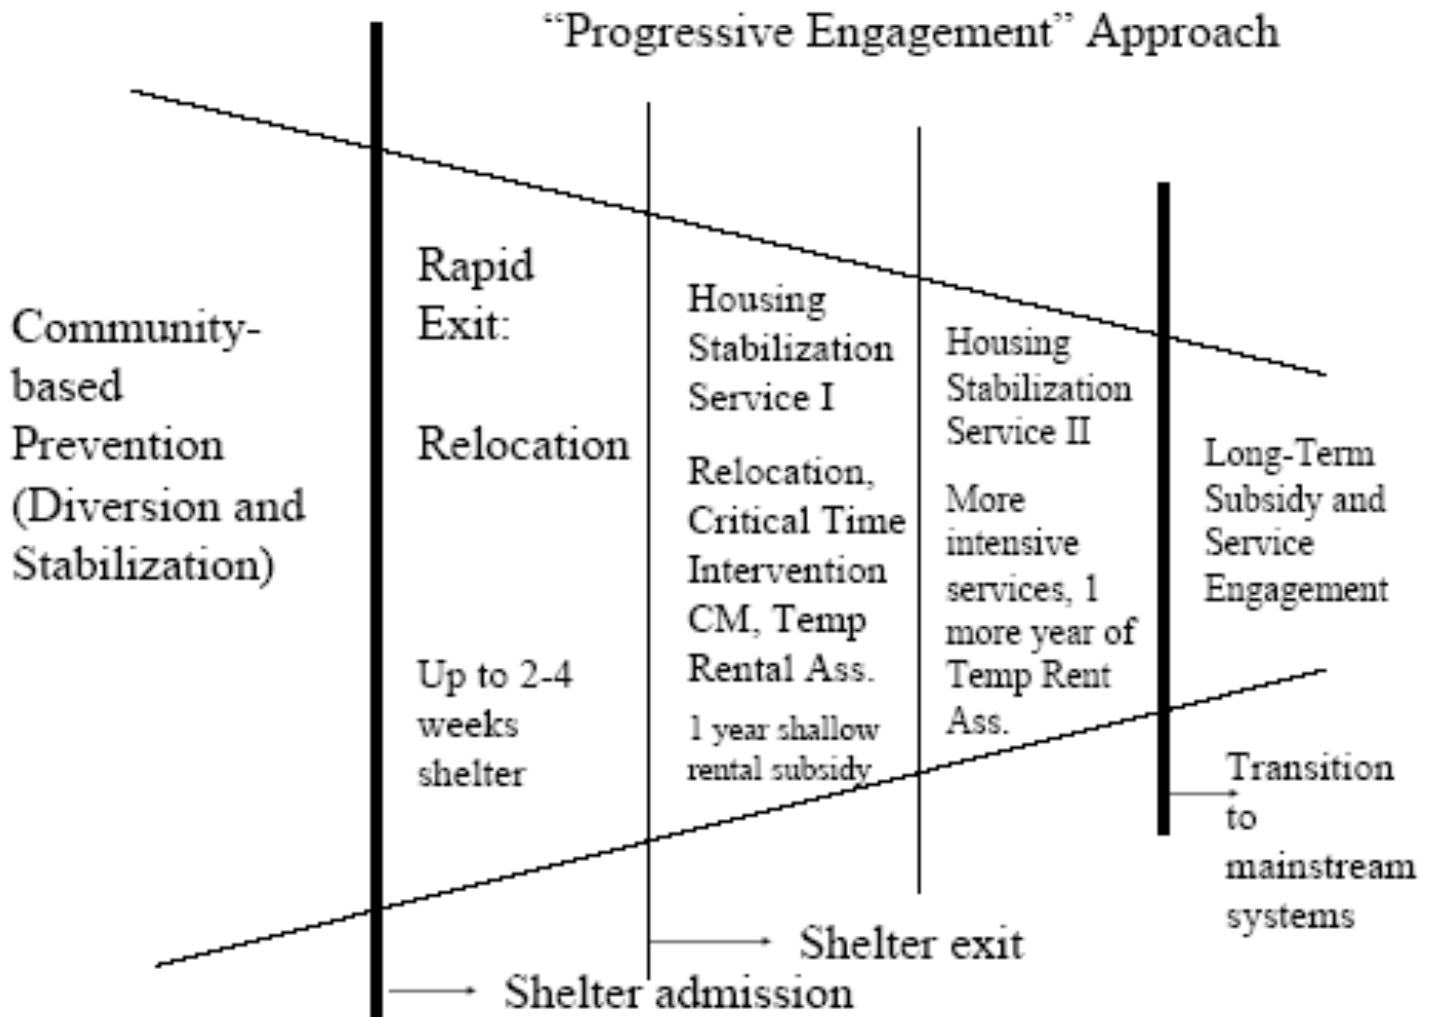 “Progressive Engagement” Approach
Community-
based
Prevention
(Diversion and
Stabilization)
Rapid
Exit:
Relocation
Up to 2-4
weeks
shelter
Housing
Stabilization
Service I
Relocation,
Critical Time
Intervention
CM, Temp
Rental Ass.
1 year shallow
rental subsidy
Housing
Stabilization
Service II
More
intensive
services, 1
more year of
Temp Rent
Ass.
Long-Term
Subsidy and
Service
Engagement
Transition
to
mainstream
systems
Shelter exit
Shelter admission